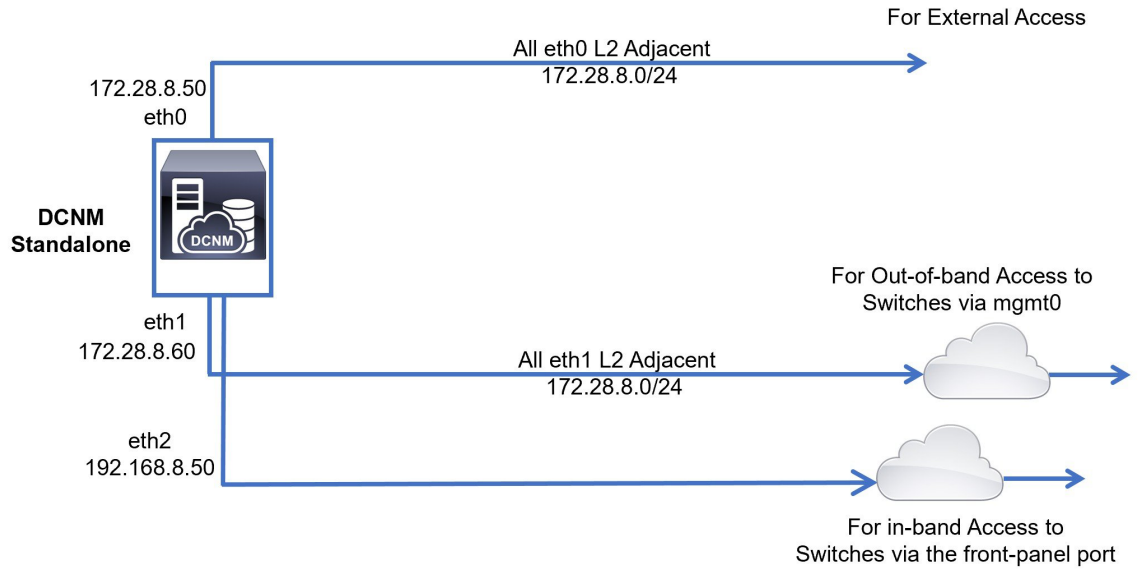 For External Access
All eth0 L2 Adjacent
172.28.8.0/24
172.28.8.50
eth0
DCNM
DCNM
Standalone
eth1
172.28.8.60
For Out-of-band Access to
Switches via mgmt0
All eth1 L2 Adjacent
172.28.8.0/24
eth2
192.168.8.50
For in-band Access to
Switches via the front-panel port